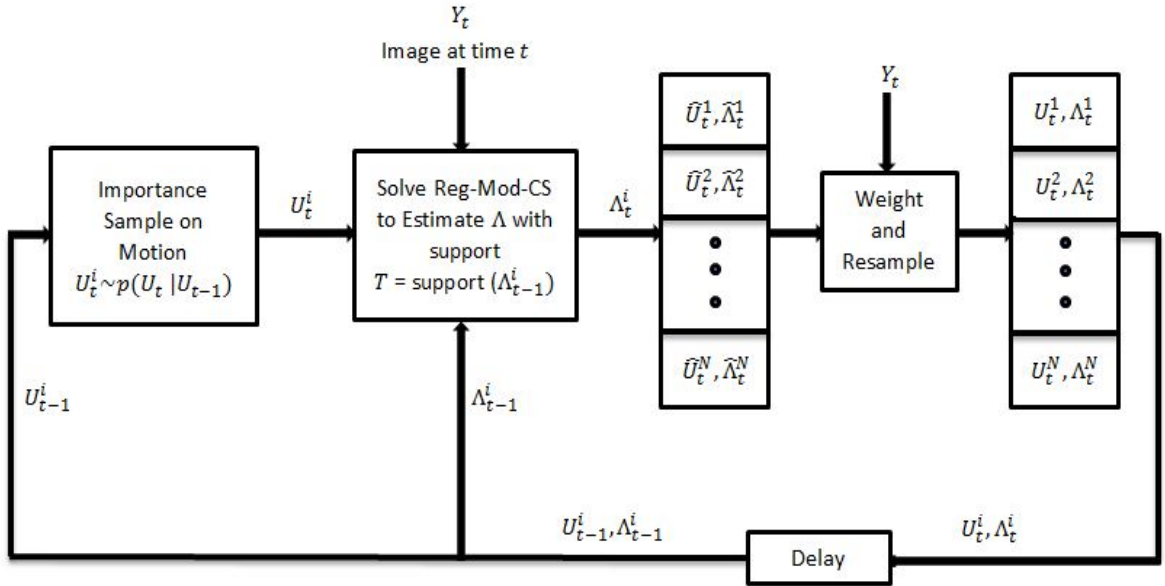 Y_t
Image at time t
Importance
Sample on
Motion
U_t^i~p(U_t |U_{t−1})
U_t^i
Solve Reg-Mod-CS
to Estimate Λ with
support
T = support (Λ_{t−1}^i)
Λ_t^i
Û_t^1, Λ̂_t^1
Û_t^2, Λ̂_t^2
Û_t^N, Λ̂_t^N
Y_t
Weight
and
Resample
U_t^1, Λ_t^1
U_t^2, Λ_t^2
U_t^N, Λ_t^N
U_{t−1}^i
Λ_{t−1}^i
U_{t−1}^i, Λ_{t−1}^i
Delay
U_t^i, Λ_t^i